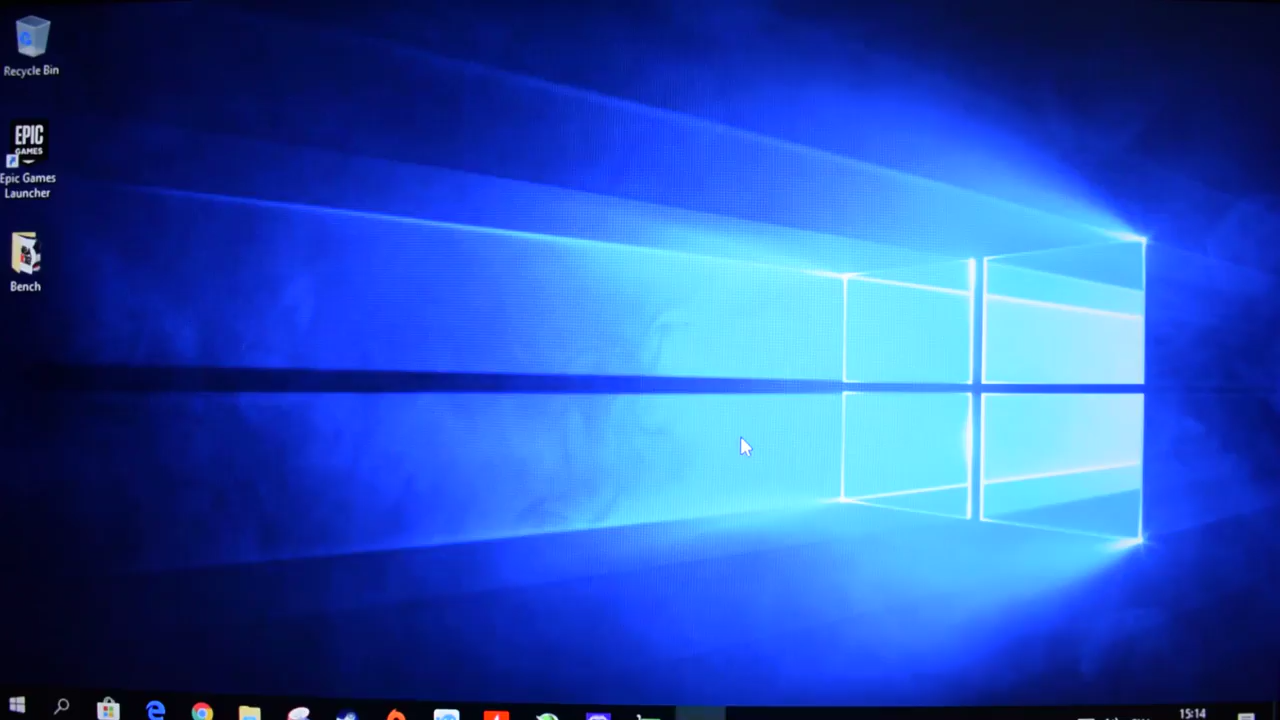 Recycle Bin
EPIC
GAMES
Epic Games
Launcher
Bench
15:14